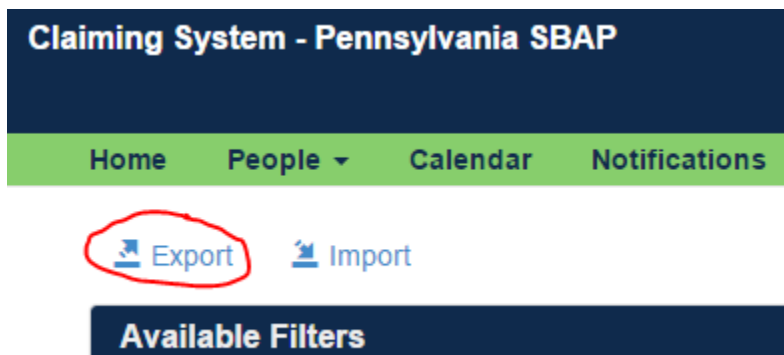 Claiming System - Pennsylvania SBAP
Home People Calendar Notifications
Export Import
Available Filters